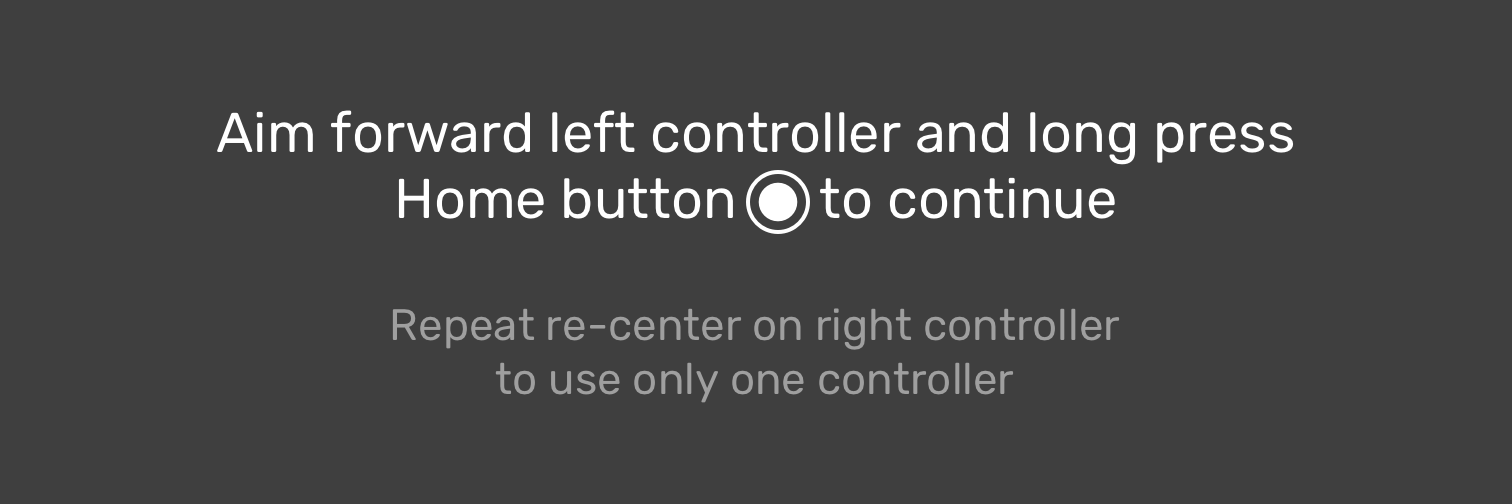 Aim forward left controller and long press
Home button to continue
Repeat re-center on right controller
to use only one controller